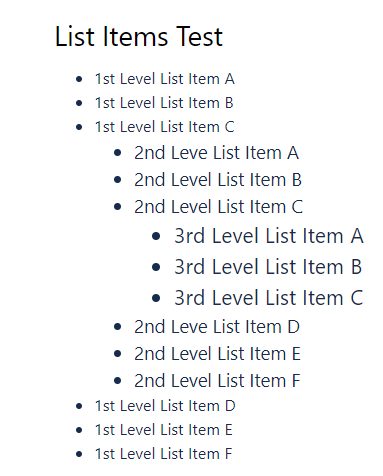 List Items Test
1st Level List Item A
1st Level List Item B
1st Level List Item C
2nd Leve List Item A
2nd Level List Item B
2nd Level List Item C
3rd Level List Item A
3rd Level List Item B
3rd Level List Item C
2nd Leve List Item D
2nd Level List Item E
2nd Level List Item F
1st Level List Item D
1st Level List Item E
1st Level List Item F